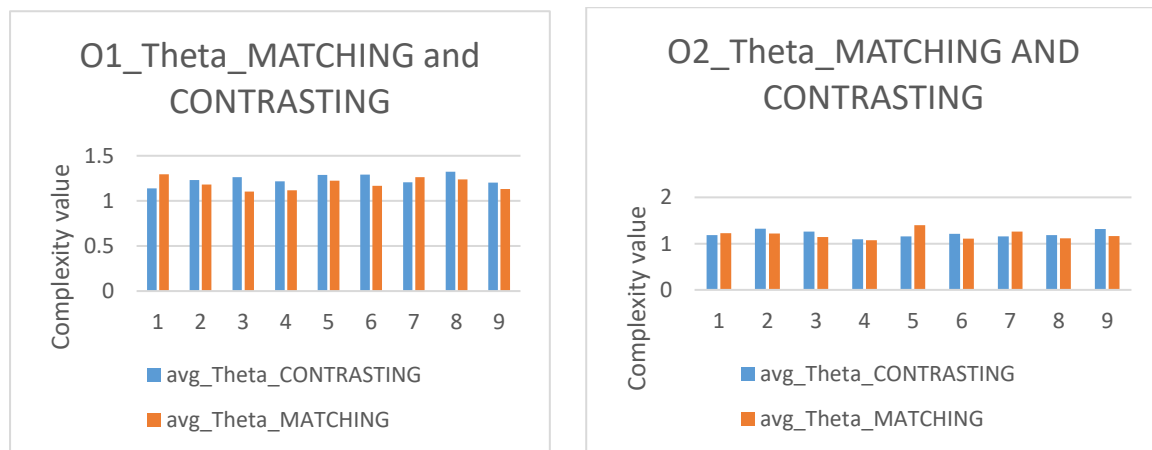 O1_Theta_MATCHING and
CONTRASTING
Complexity value
1.5
1
0.5
0
1 2 3 4 5 6 7 8 9
avg_Theta_CONTRASTING
avg_Theta_MATCHING
O2_Theta_MATCHING AND
CONTRASTING
Complexity value
2
1
0
1 2 3 4 5 6 7 8 9
avg_Theta_CONTRASTING
avg_Theta_MATCHING